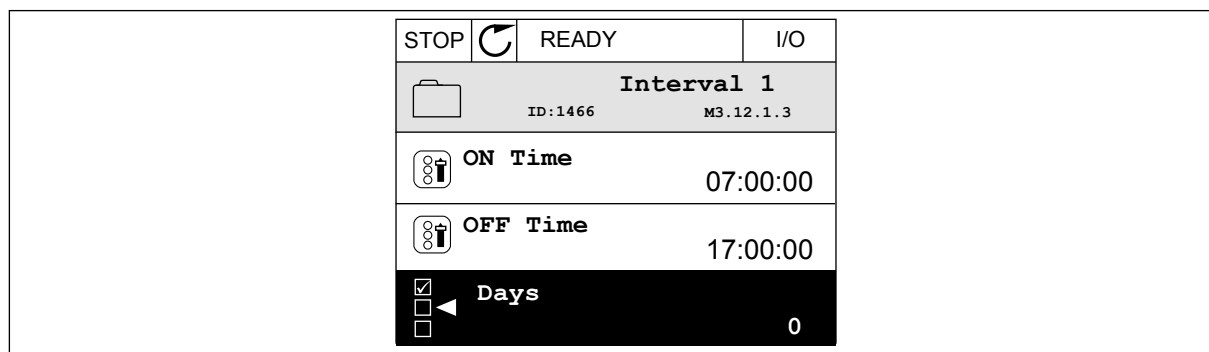 STOP READY I/O
Interval 1
ID:1466 M3.12.1.3
ON Time
07:00:00
OFF Time
17:00:00
Days
0